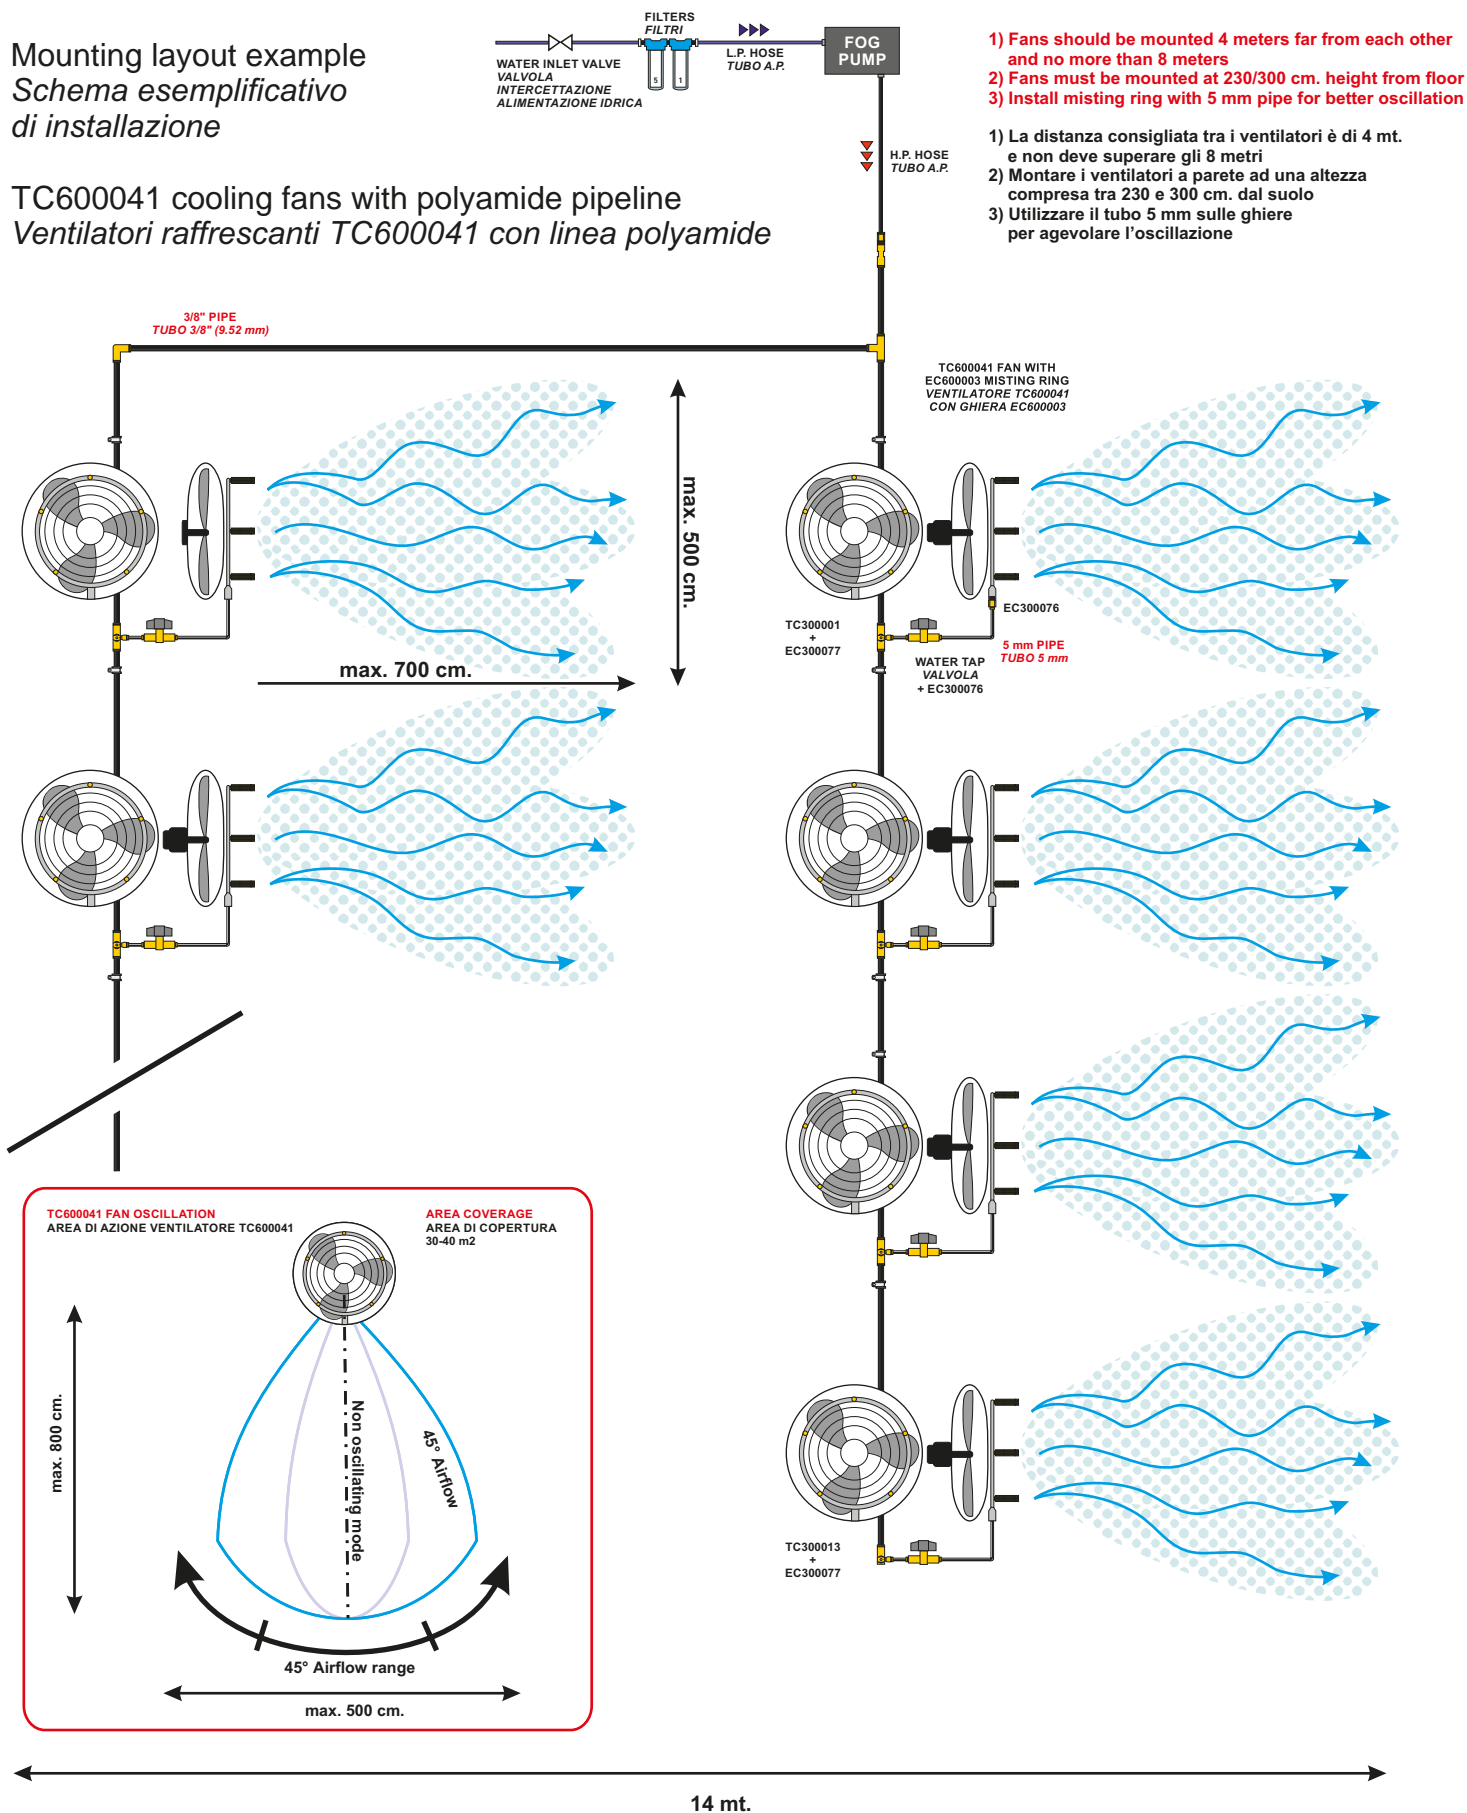 Mounting layout example
Schema esemplificativo
di installazione
TC600041 cooling fans with polyamide pipeline
Ventilatori raffrescanti TC600041 con linea polyamide
FILTERS
FILTRI
WATER INLET VALVE
VALVOLA
INTERCETTAZIONE
ALIMENTAZIONE IDRICA
5
1
L.P. HOSE
TUBO A.P.
FOG
PUMP
H.P. HOSE
TUBO A.P.
1) Fans should be mounted 4 meters far from each other
and no more than 8 meters
2) Fans must be mounted at 230/300 cm. height from floor
3) Install misting ring with 5 mm pipe for better oscillation
1) La distanza consigliata tra i ventilatori è di 4 mt.
e non deve superare gli 8 metri
2) Montare i ventilatori a parete ad una altezza
compresa tra 230 e 300 cm. dal suolo
3) Utilizzare il tubo 5 mm sulle ghiere
per agevolare l'oscillazione
3/8" PIPE
TUBO 3/8" (9.52 mm)
TC600041 FAN WITH
EC600003 MISTING RING
VENTILATORE TC600041
CON GHIERA EC600003
max. 500 cm.
max. 700 cm.
TC300001
+
EC300077
EC300076
5 mm PIPE
TUBO 5 mm
WATER TAP
VALVOLA
+ EC300076
TC600041 FAN OSCILLATION
AREA DI AZIONE VENTILATORE TC600041
AREA COVERAGE
AREA DI COPERTURA
30-40 m2
max. 800 cm.
Non oscillating mode
45° Airflow
45° Airflow range
max. 500 cm.
TC300013
+
EC300077
14 mt.